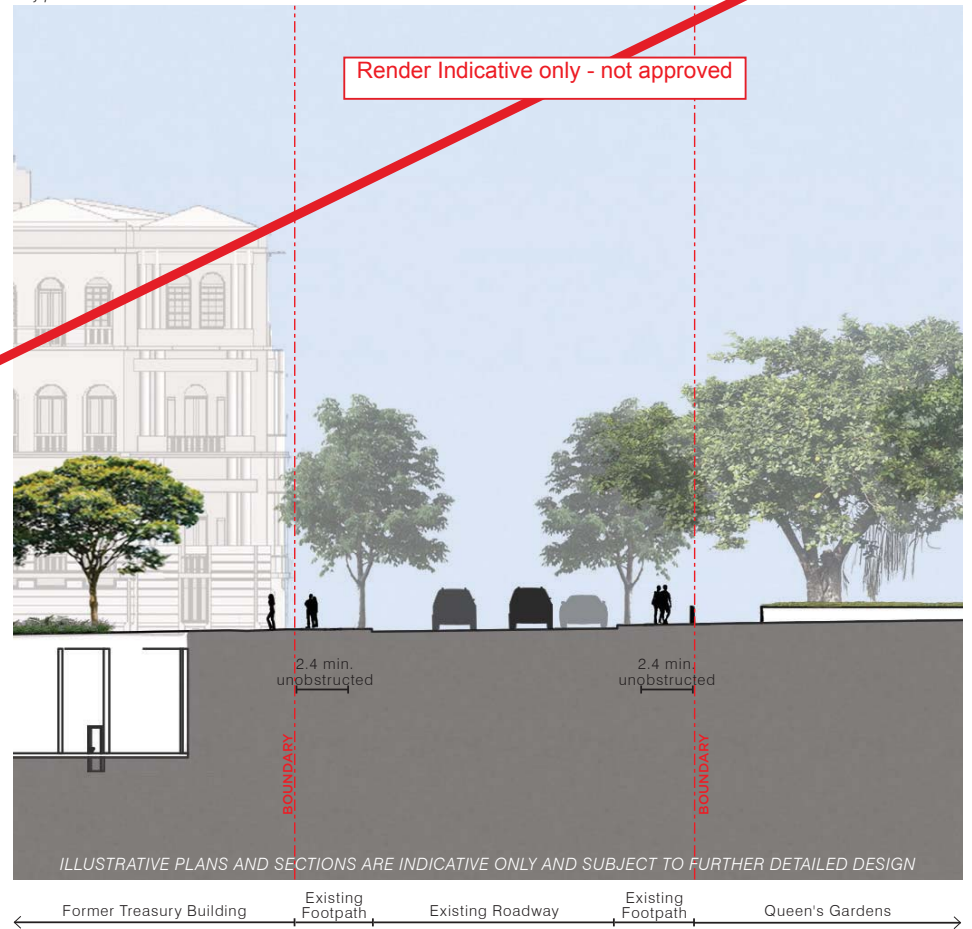 Render Indicative only - not approved
2.4 min.
unobstructed
2.4 min.
unobstructed
BOUNDARY
BOUNDARY
ILLUSTRATIVE PLANS AND SECTIONS ARE INDICATIVE ONLY AND SUBJECT TO FURTHER DETAILED DESIGN
Former Treasury Building
Existing
Footpath
Existing Roadway
Existing
Footpath
Queen's Gardens